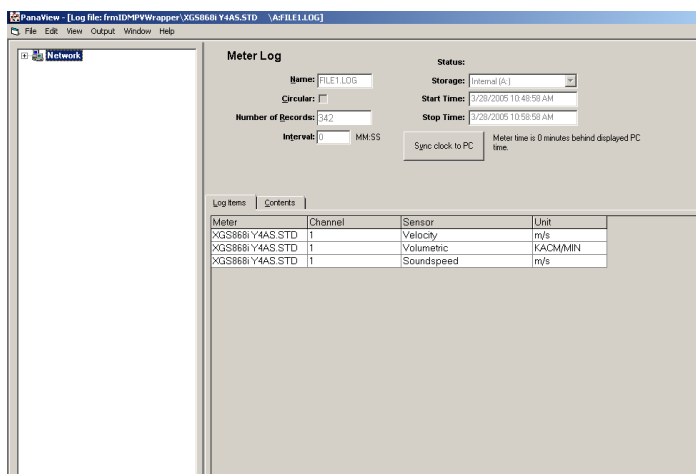 PanaView - [Log file: frmIDMPVWrapper\XGS868i Y4AS.STD \A:FILE1.LOG]
File Edit View Output Window Help
Network
Meter Log
Status:
Name: FILE1.LOG
Storage: Internal (A:)
Circular:
Start Time: 3/28/2005 10:48:58 AM
Number of Records: 342
Stop Time: 3/28/2005 10:58:58 AM
Interval: 0 MM:SS
Sync clock to PC
Meter time is 0 minutes behind displayed PC
time.
Log Items Contents
Meter Channel Sensor Unit
XGS868i Y4AS.STD 1 Velocity m/s
XGS868i Y4AS.STD 1 Volumetric KACM/MIN
XGS868i Y4AS.STD 1 Soundspeed m/s